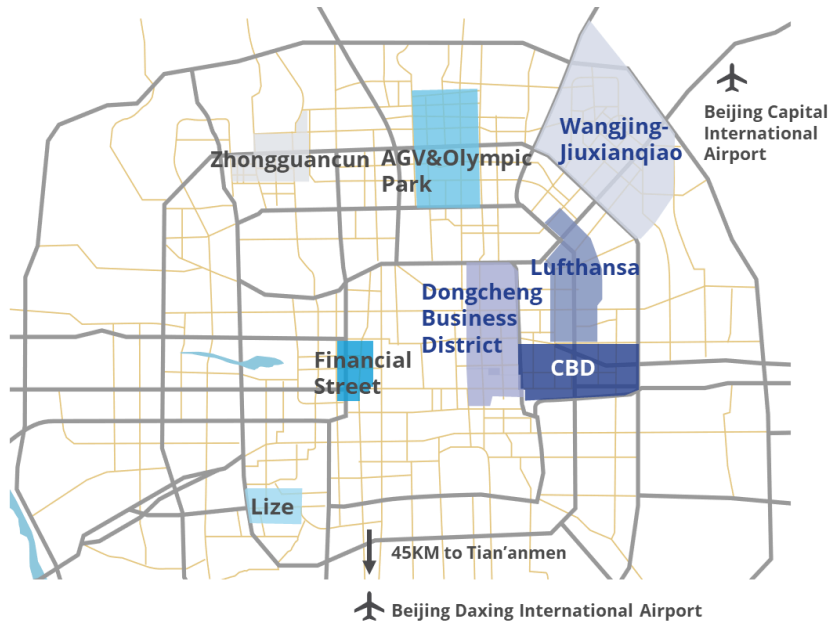 Wangjing-
Jiuxianqiao
Beijing Capital
International
Airport
Zhongguancun
AGV&Olympic
Park
Lufthansa
Dongcheng
Business
District
Financial
Street
CBD
Lize
45KM to Tian’anmen
Beijing Daxing International Airport